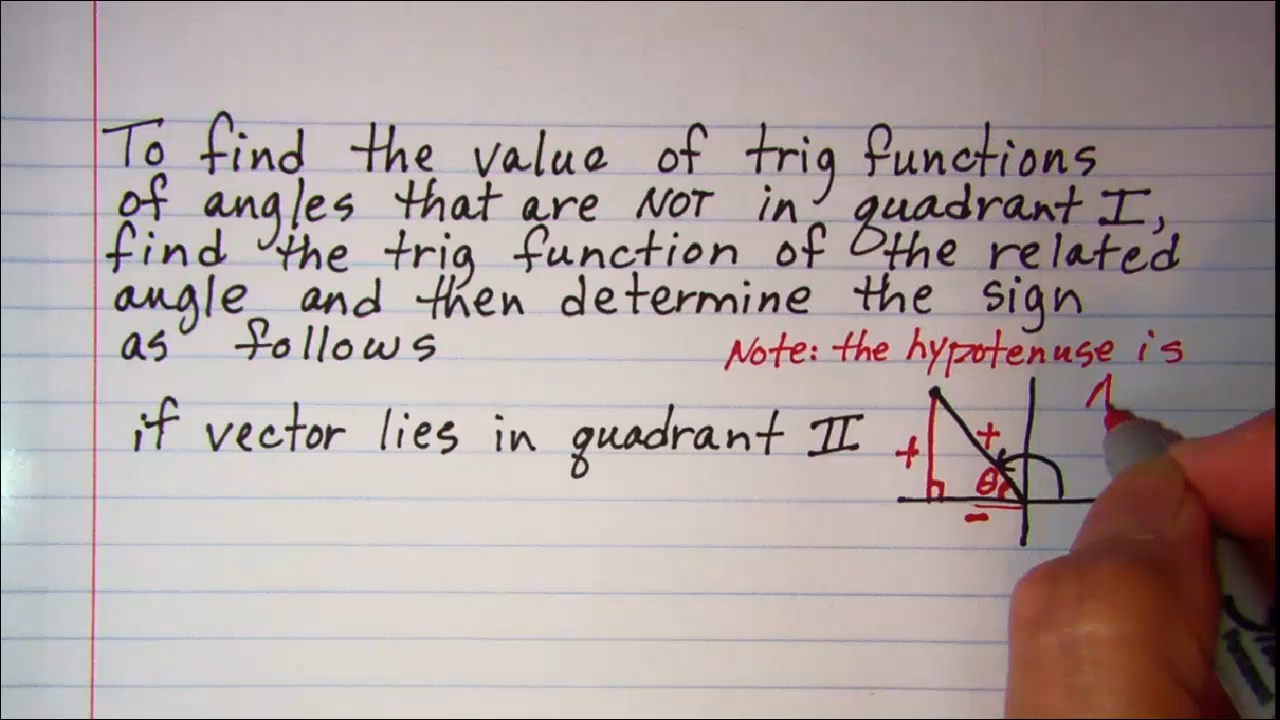 To find the value of trig functions
of angles that are NOT in quadrant I,
find the trig function of the related
angle and then determine the sign
as follows
Note: the hypotenuse is
if vector lies in quadrant II
+
+
θ
-